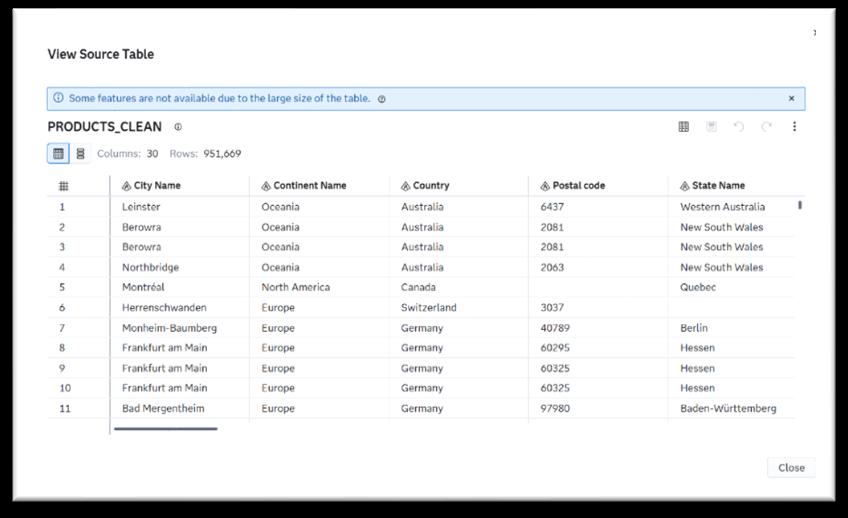 View Source Table
Some features are not available due to the large size of the table.
PRODUCTS_CLEAN
Columns: 30 Rows: 951,669
City Name Continent Name Country Postal code State Name
1 Leinster Oceania Australia 6437 Western Australia
2 Berowra Oceania Australia 2081 New South Wales
3 Berowra Oceania Australia 2081 New South Wales
4 Northbridge Oceania Australia 2063 New South Wales
5 Montréal North America Canada Quebec
6 Herrenschwanden Europe Switzerland 3037
7 Monheim-Baumberg Europe Germany 40789 Berlin
8 Frankfurt am Main Europe Germany 60295 Hessen
9 Frankfurt am Main Europe Germany 60325 Hessen
10 Frankfurt am Main Europe Germany 60325 Hessen
11 Bad Mergentheim Europe Germany 97980 Baden-Württemberg
Close